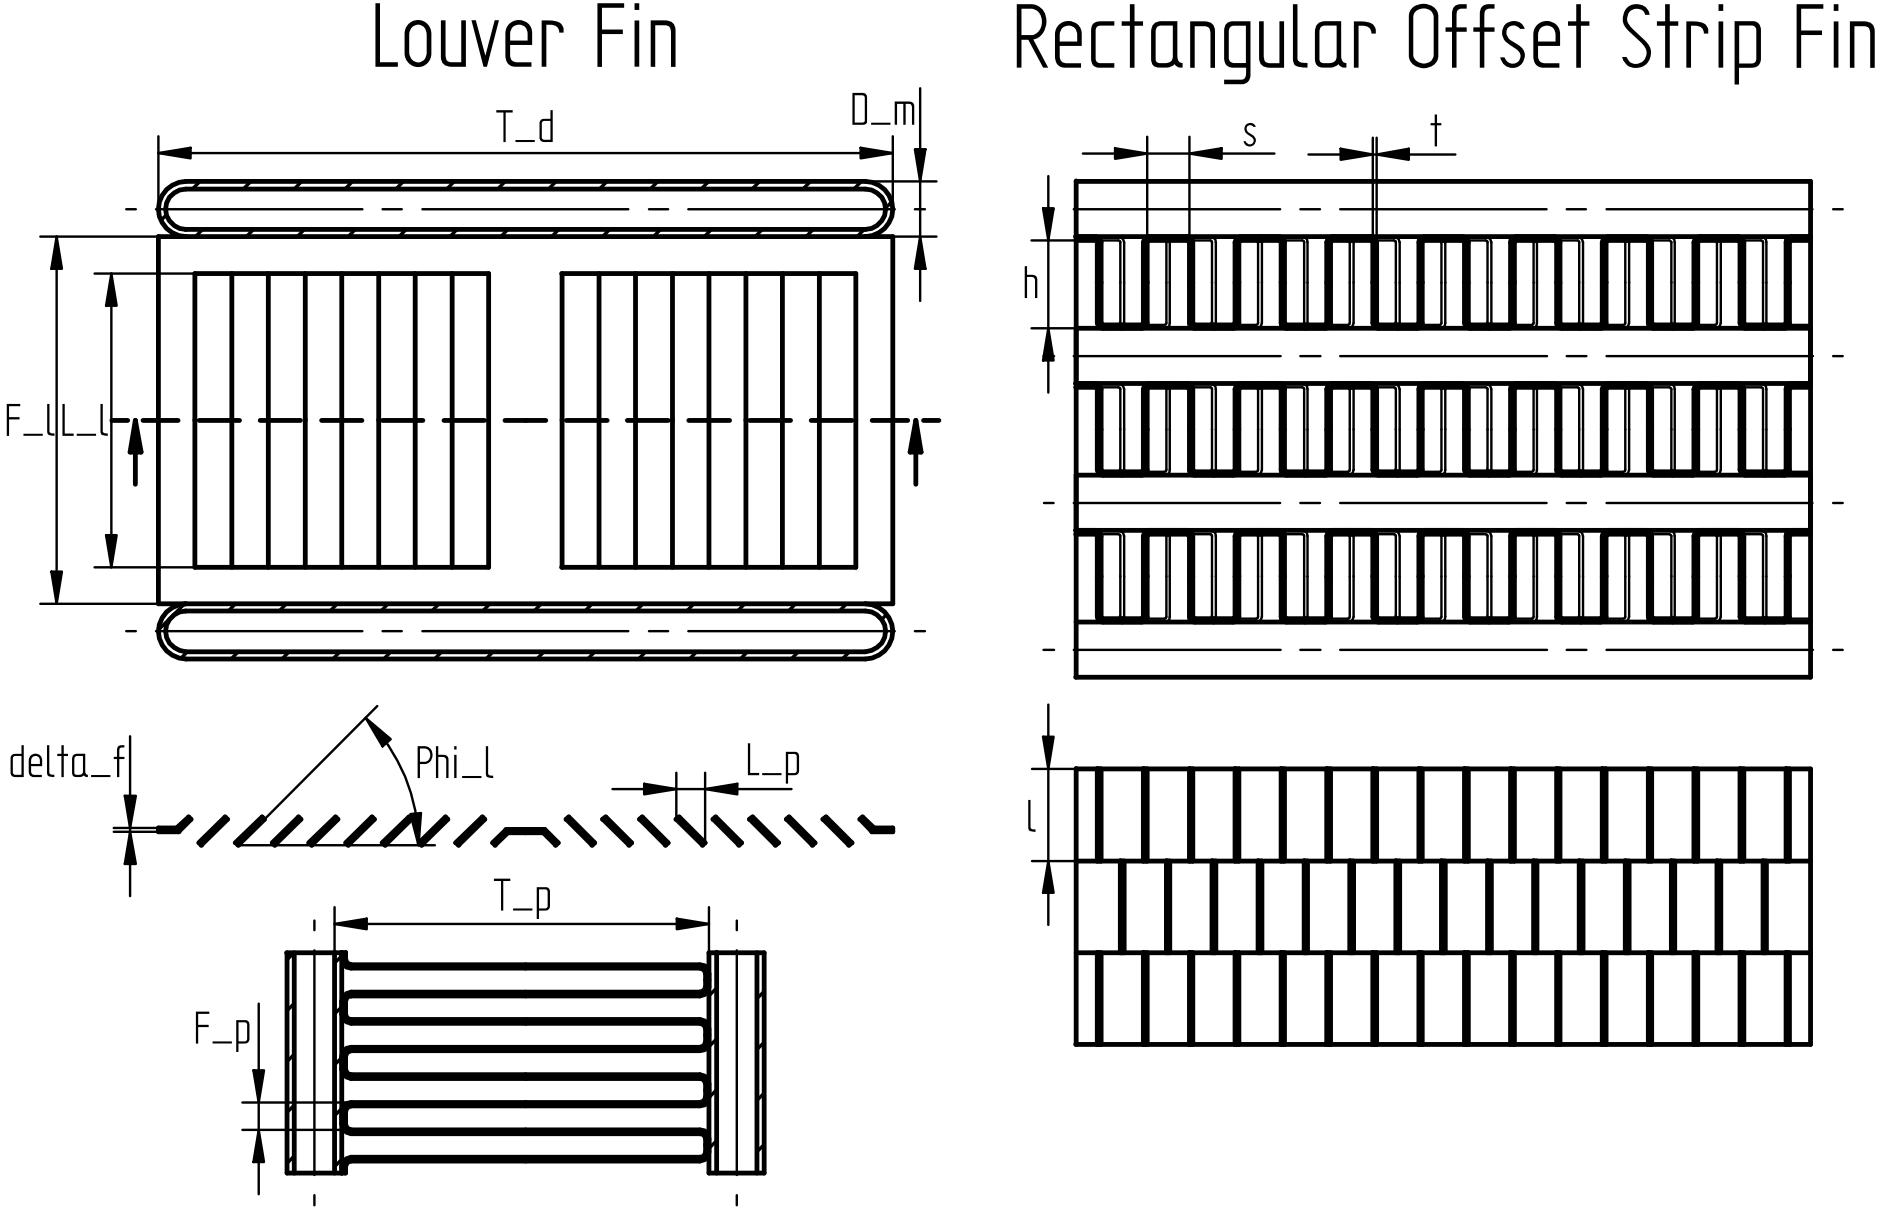 Louver Fin
Rectangular Offset Strip Fin
T_d
D_m
s
t
h
F_l
L_l
delta_f
Phi_l
L_p
l
T_p
F_p